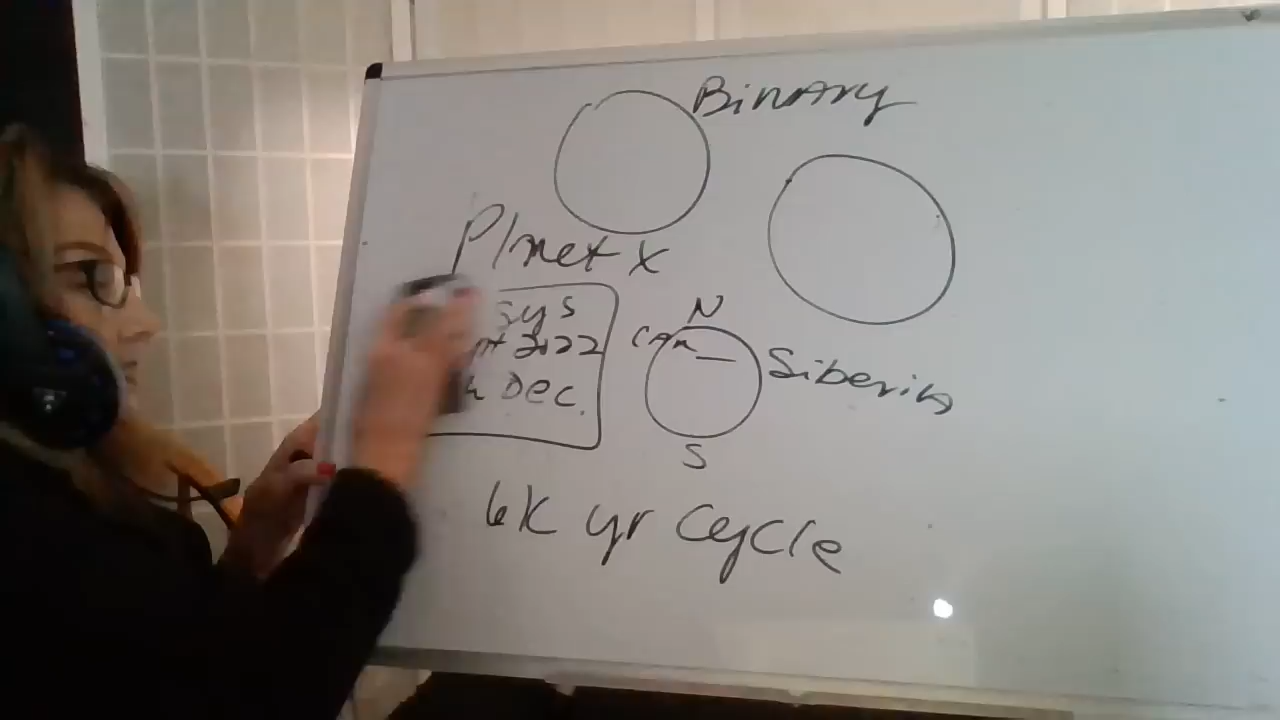 Binary
Planet X
sys
2022
Dec.
N
Can
Siberia
S
6K yr Cycle